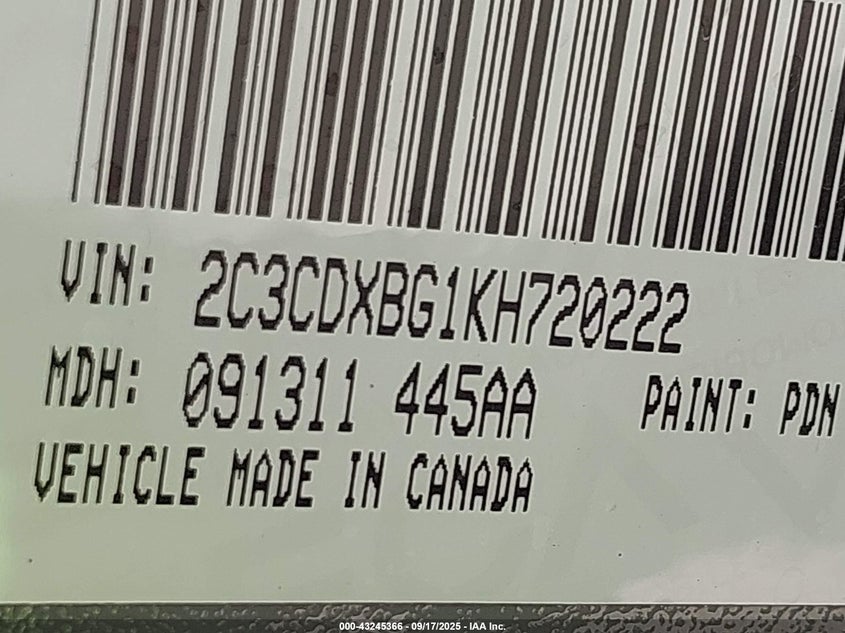 VIN: 2C3CDXBG1KH720222
MDH: 091311 445AA PAINT: PDN
VEHICLE MADE IN CANADA
000-43245366 - 09/17/2025 - IAA Inc.